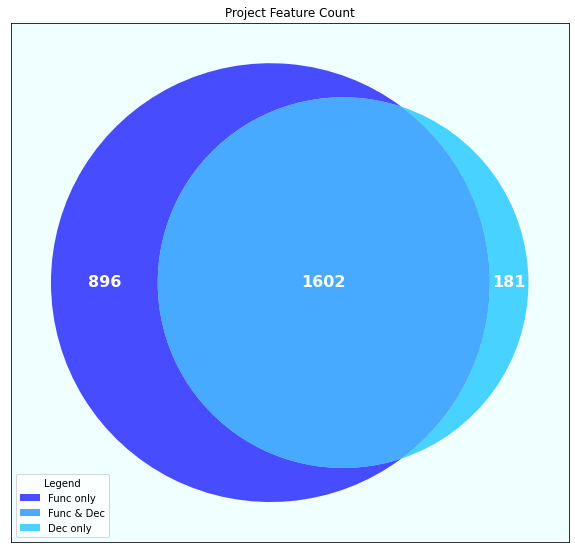 Project Feature Count
896
1602
181
Legend
Func only
Func & Dec
Dec only